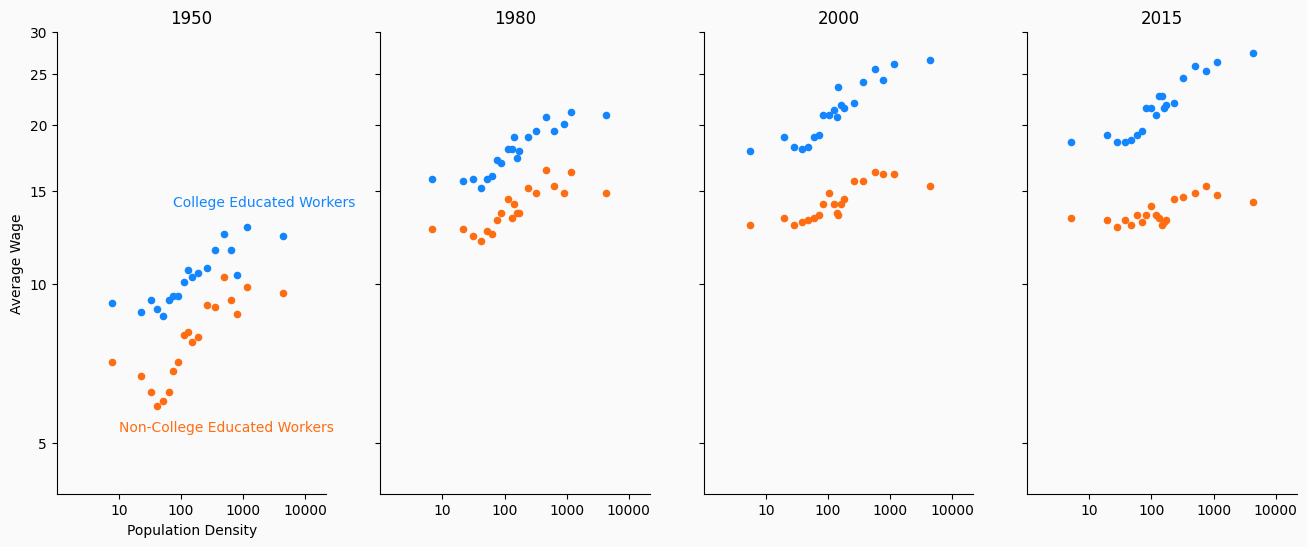 1950
1980
2000
2015
30
25
20
15
10
5
Average Wage
College Educated Workers
Non-College Educated Workers
10 100 1000 10000
10 100 1000 10000
10 100 1000 10000
10 100 1000 10000
Population Density